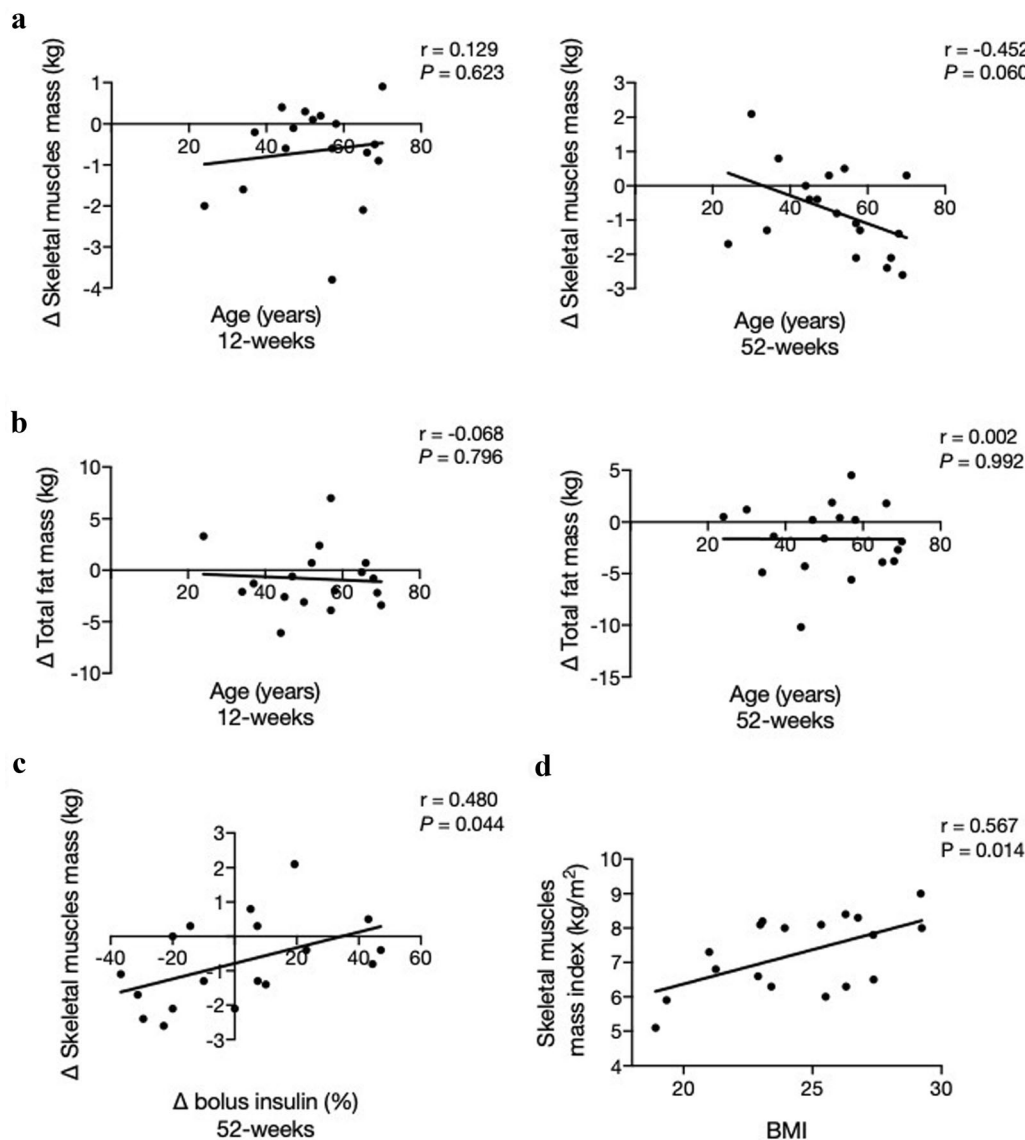 a
r = 0.129
P = 0.623
Δ Skeletal muscles mass (kg)
1
0
-1
-2
-3
-4
20
40
60
80
Age (years)
12-weeks
r = -0.452
P = 0.060
Δ Skeletal muscles mass (kg)
3
2
1
0
-1
-2
-3
20
40
60
80
Age (years)
52-weeks
b
r = -0.068
P = 0.796
Δ Total fat mass (kg)
10
5
0
-5
-10
20
40
60
80
Age (years)
12-weeks
r = 0.002
P = 0.992
Δ Total fat mass (kg)
5
0
-5
-10
-15
20
40
60
80
Age (years)
52-weeks
c
r = 0.480
P = 0.044
Δ Skeletal muscles mass (kg)
3
2
1
-1
-2
-3
-40
-20
0
20
40
60
Δ bolus insulin (%)
52-weeks
d
r = 0.567
P = 0.014
Skeletal muscles
mass index (kg/m²)
10
9
8
7
6
5
4
20
25
30
BMI